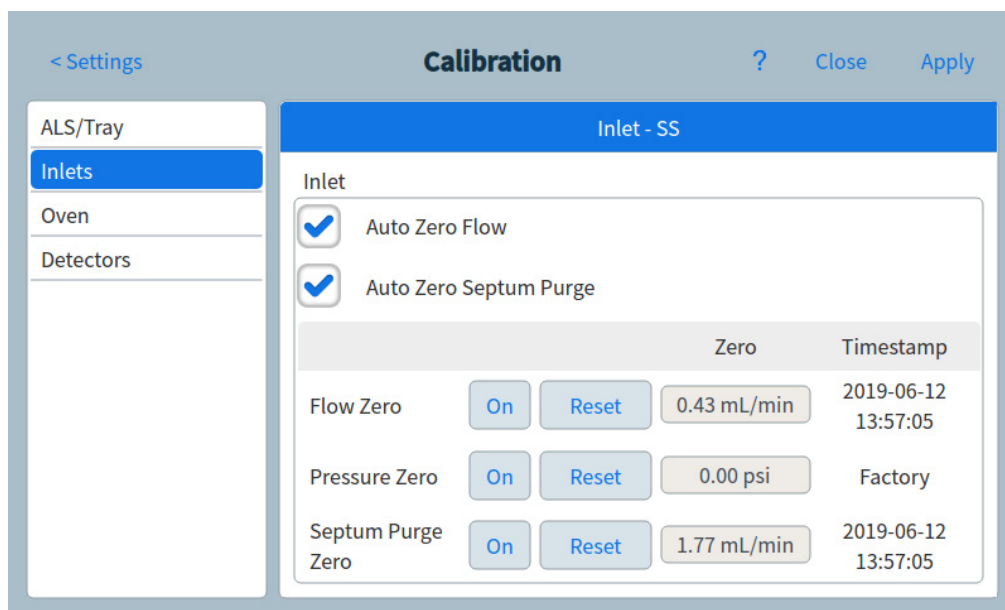 < Settings Calibration ? Close Apply
ALS/Tray
Inlets
Oven
Detectors
Inlet - SS
Inlet
Auto Zero Flow
Auto Zero Septum Purge
Zero Timestamp
Flow Zero On Reset 0.43 mL/min 2019-06-12
13:57:05
Pressure Zero On Reset 0.00 psi Factory
Septum Purge
Zero On Reset 1.77 mL/min 2019-06-12
13:57:05